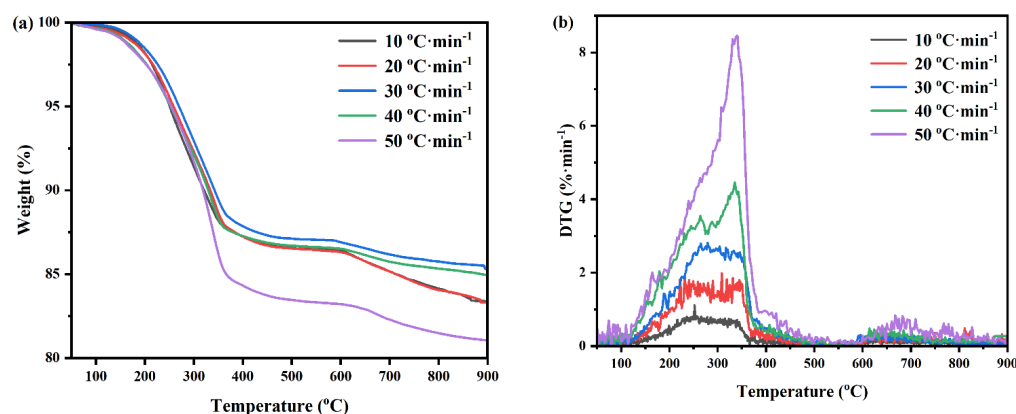 (a)
10 ºC·min⁻¹
20 ºC·min⁻¹
30 ºC·min⁻¹
40 ºC·min⁻¹
50 ºC·min⁻¹
Weight (%)
100
95
90
85
80
100 200 300 400 500 600 700 800 900
Temperature (ºC)
(b)
10 ºC·min⁻¹
20 ºC·min⁻¹
30 ºC·min⁻¹
40 ºC·min⁻¹
50 ºC·min⁻¹
DTG (%·min⁻¹)
8
6
4
2
0
100 200 300 400 500 600 700 800 900
Temperature (ºC)